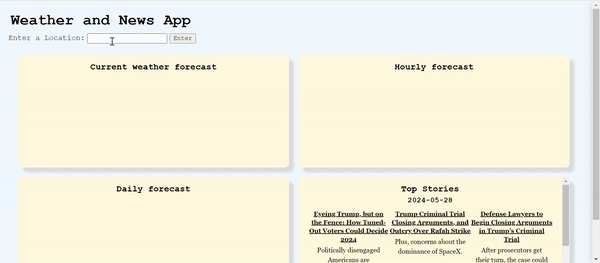 Weather and News App
Enter a Location: Enter
Current weather forecast
Hourly forecast
Daily forecast
Top Stories
2024-05-28
Eyeing Trump, but on
the Fence: How Tuned-
Out Voters Could Decide
2024
Politically disengaged
Americans are
Trump Criminal Trial
Closing Arguments, and
Outcry Over Rafah Strike
Plus, concerns about the
dominance of SpaceX.
Defense Lawyers to
Begin Closing Arguments
in Trump's Criminal
Trial
After prosecutors get
their turn, the case could